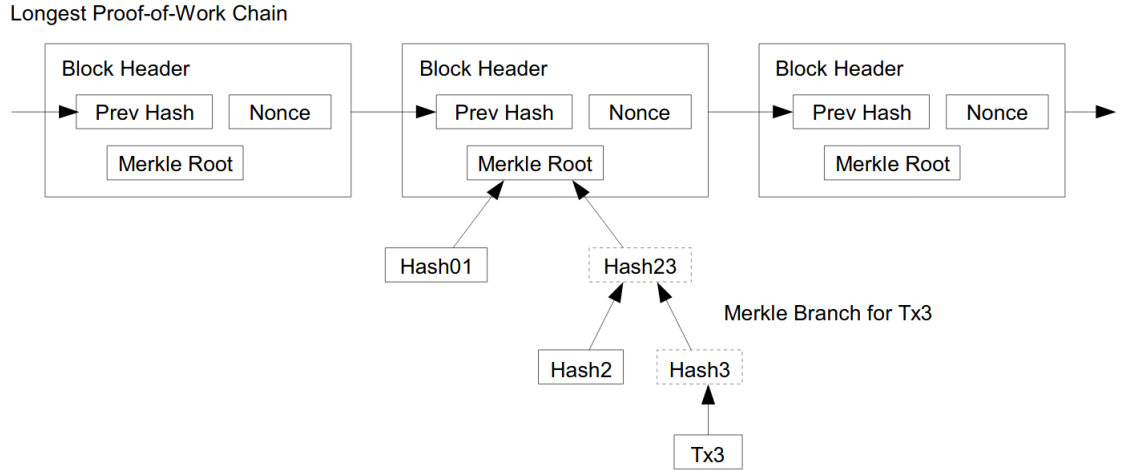 Longest Proof-of-Work Chain
Block Header
Prev Hash
Nonce
Merkle Root
Block Header
Prev Hash
Nonce
Merkle Root
Block Header
Prev Hash
Nonce
Merkle Root
Hash01
Hash23
Merkle Branch for Tx3
Hash2
Hash3
Tx3